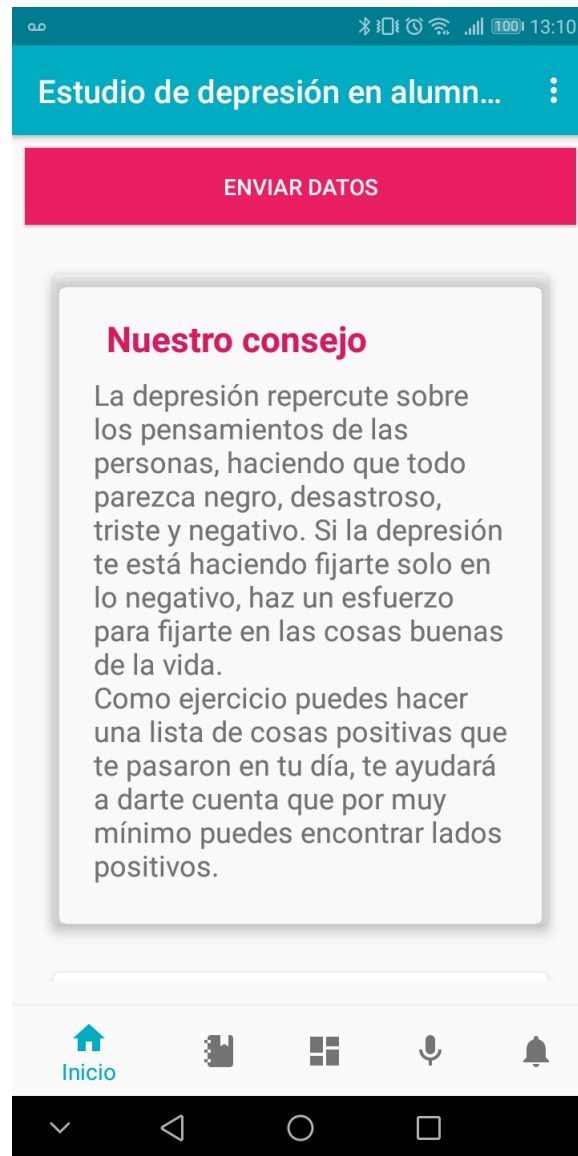 100 13:10
Estudio de depresión en alumn...
ENVIAR DATOS
Nuestro consejo
La depresión repercute sobre
los pensamientos de las
personas, haciendo que todo
parezca negro, desastroso,
triste y negativo. Si la depresión
te está haciendo fijarte solo en
lo negativo, haz un esfuerzo
para fijarte en las cosas buenas
de la vida.
Como ejercicio puedes hacer
una lista de cosas positivas que
te pasaron en tu día, te ayudará
a darte cuenta que por muy
mínimo puedes encontrar lados
positivos.
Inicio